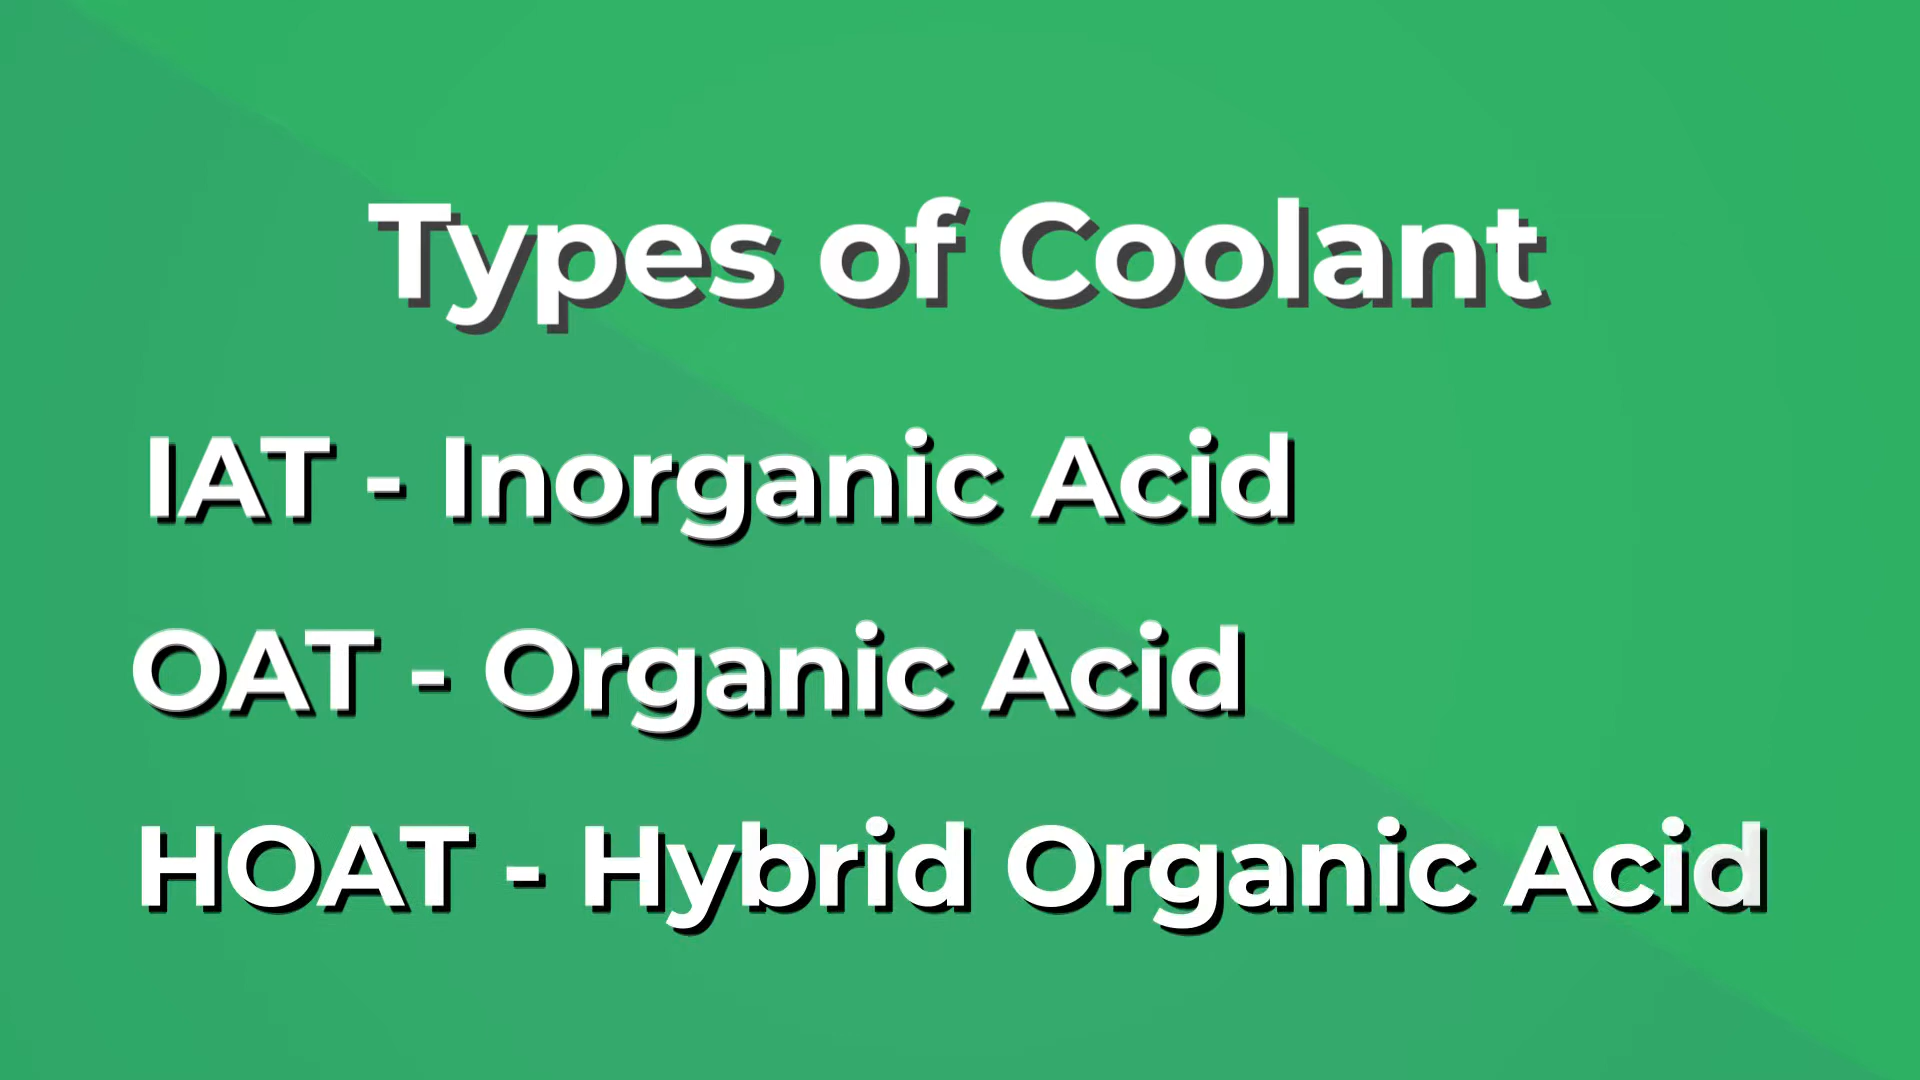 Types of Coolant
IAT - Inorganic Acid
OAT - Organic Acid
HOAT - Hybrid Organic Acid